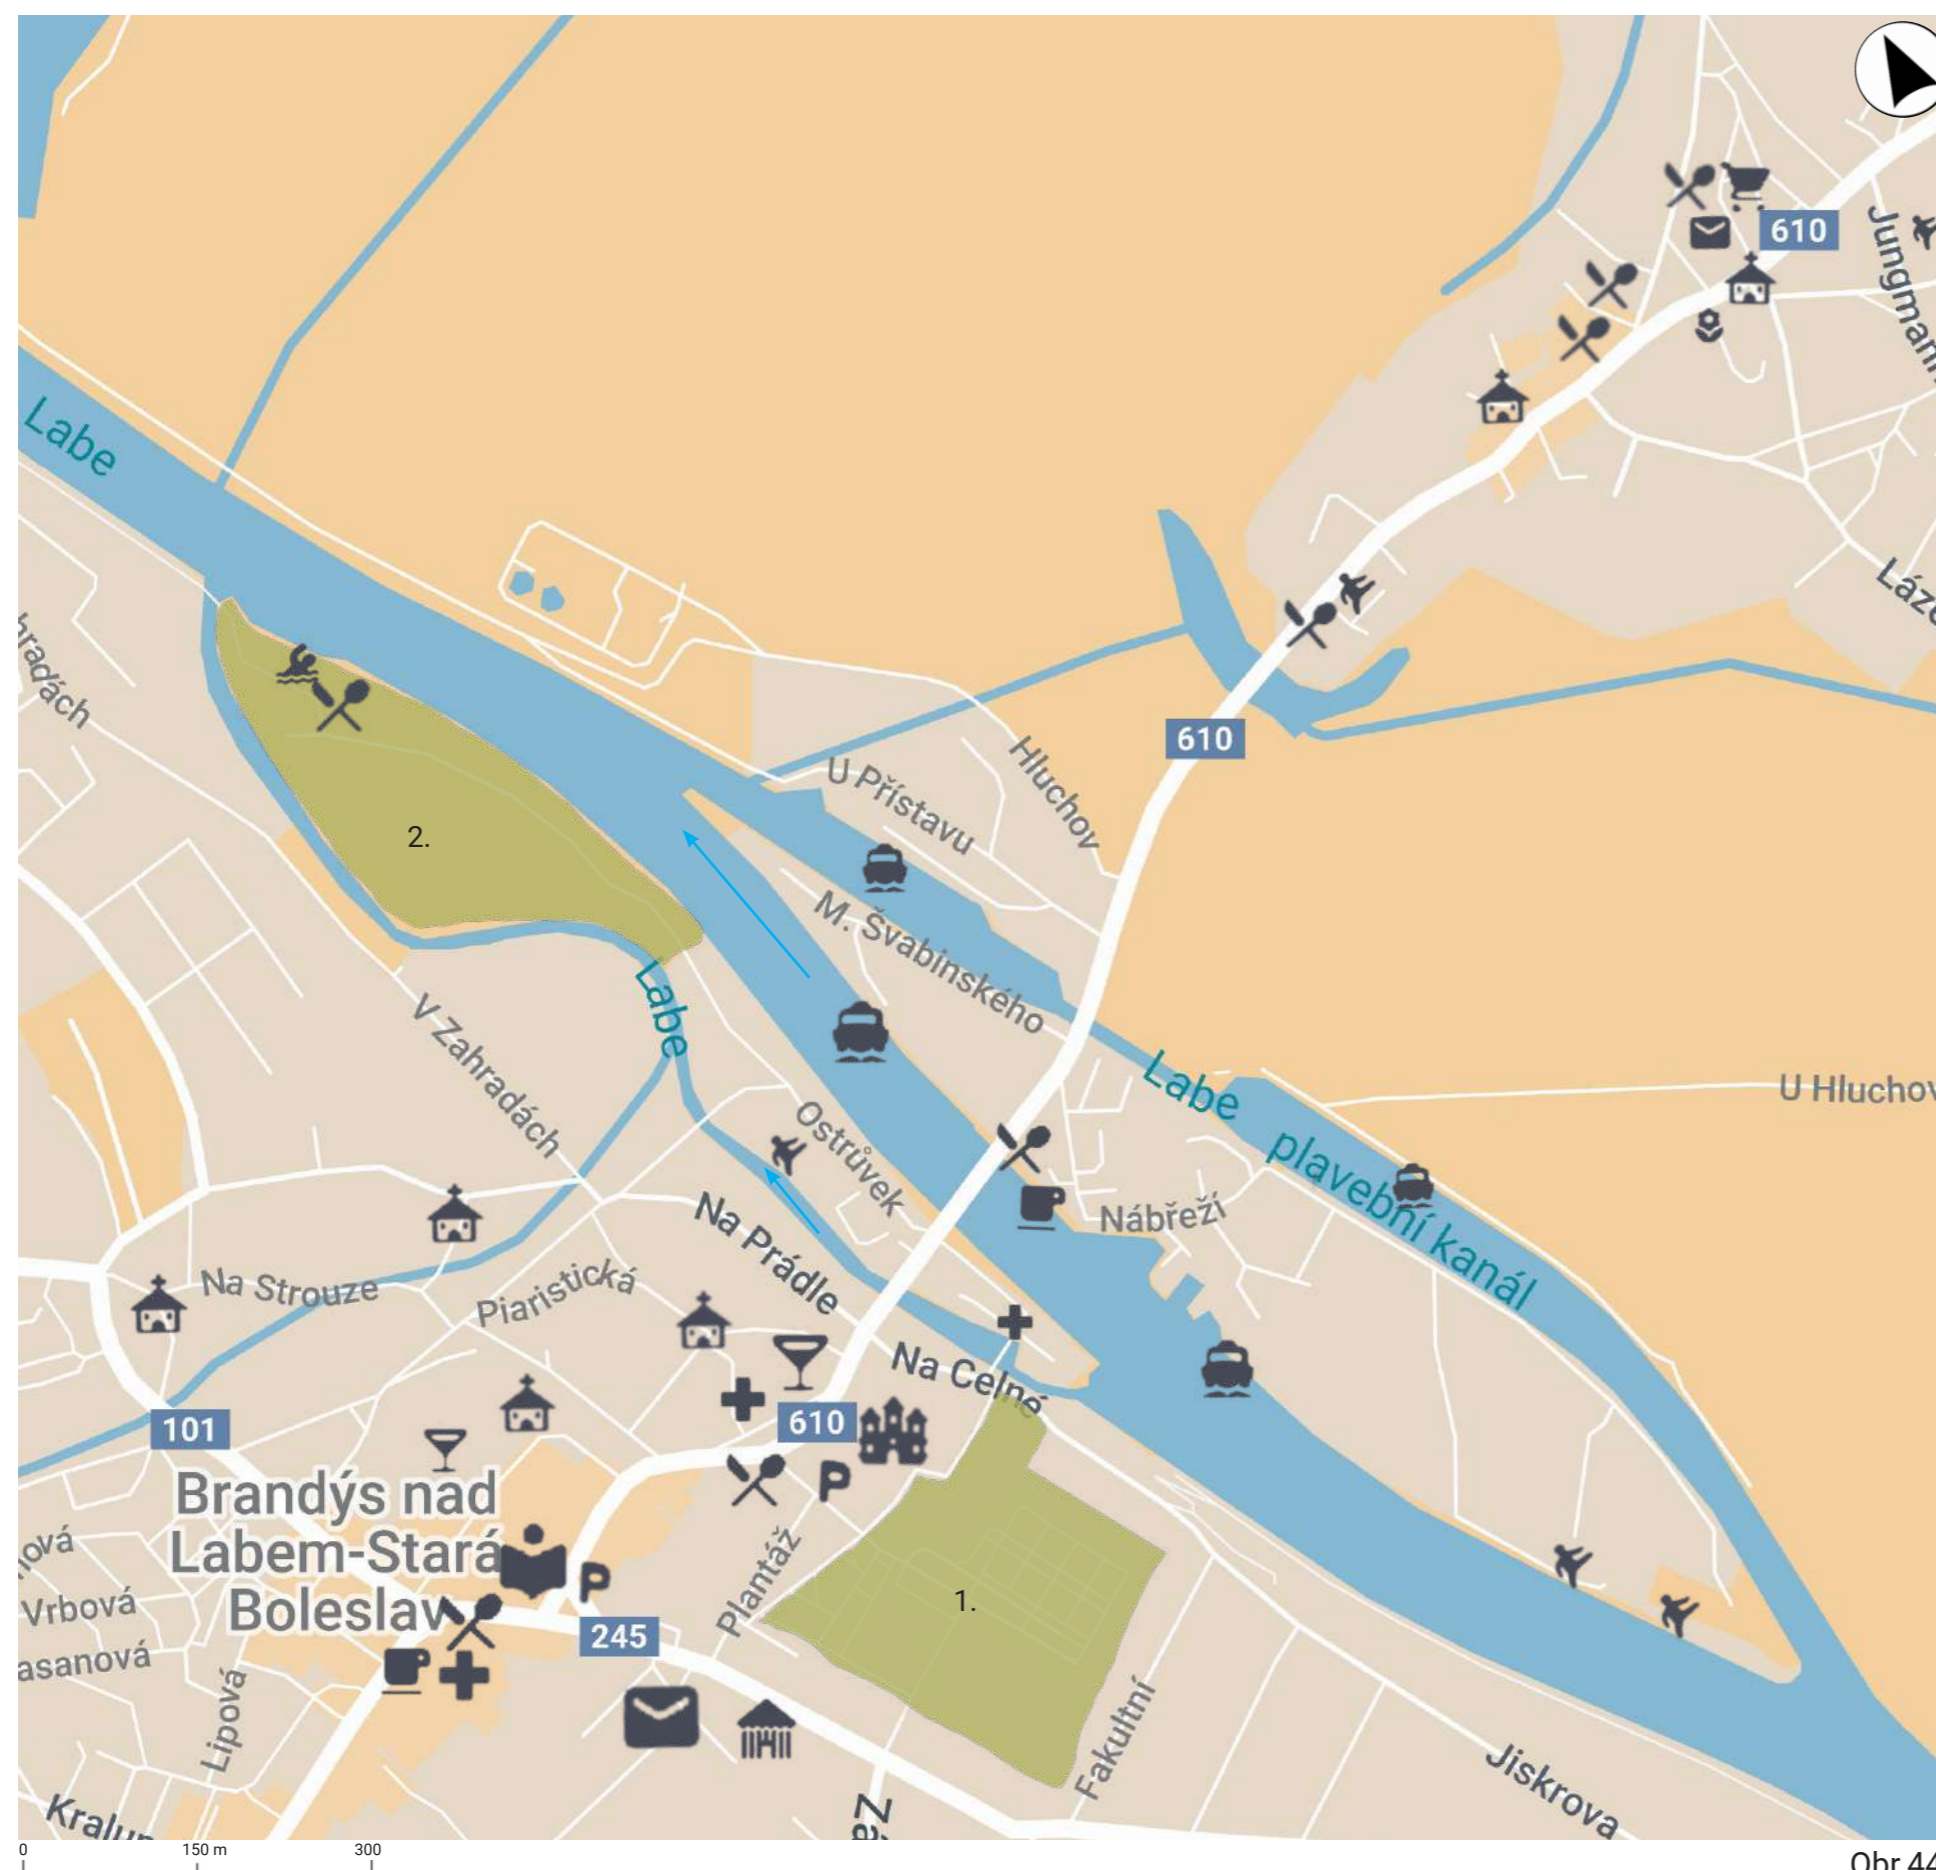 610
Labe
610
U Přístavu
Hluchov
2.
M. Švabinského
Labe
V Zahradách
Labe
U Hluchov
plavební kanál
Ostrůvek
Nábřeží
Na Prádle
Na Strouze
Piaristická
Na Celné
610
101
Brandýs nad
Labem-Stará
Boleslav
Plantáž
1.
Vrbová
245
Lipová
Fakultní
Jiskrova
0
150 m
300